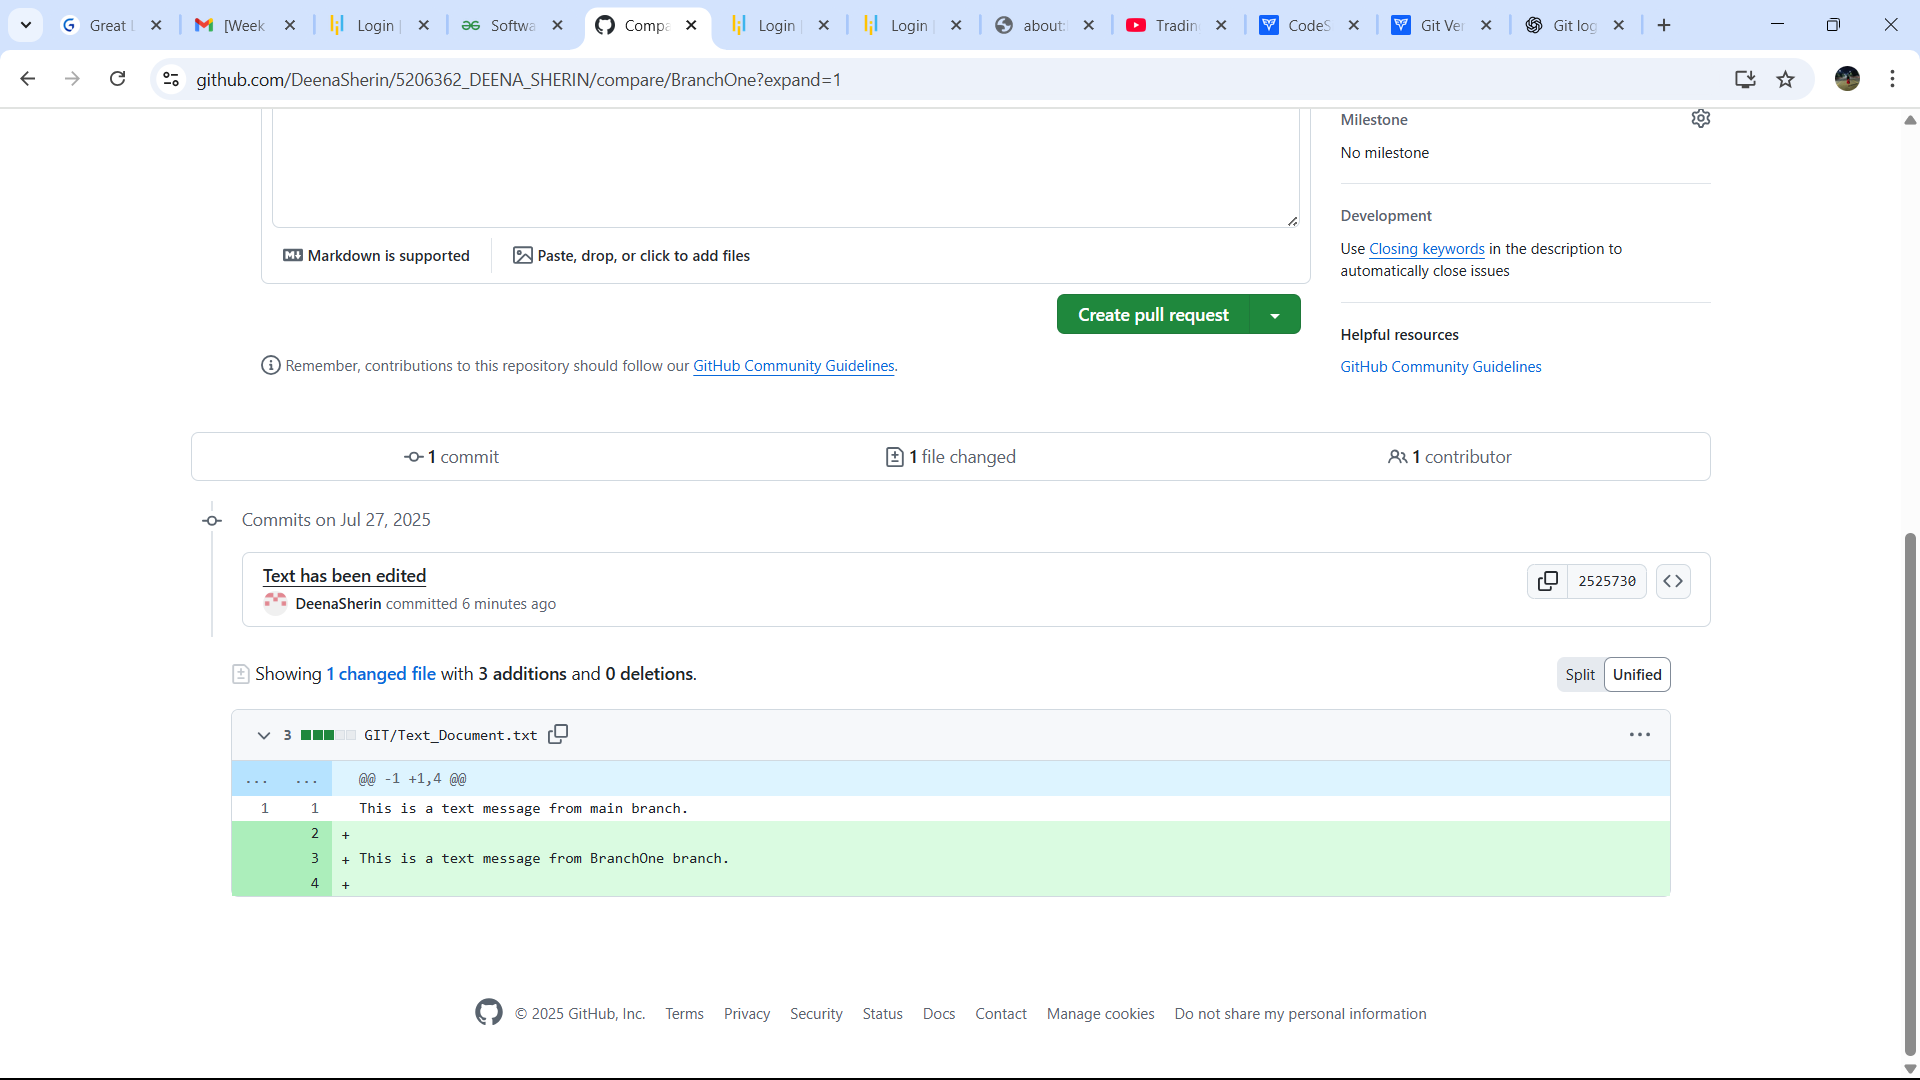 Great L
[Week
Login |
Softwa
Compa
Login |
Login |
about:
Tradin
CodeS
Git Ver
Git log
github.com/DeenaSherin/5206362_DEENA_SHERIN/compare/BranchOne?expand=1
Milestone
No milestone
Development
Use Closing keywords in the description to
automatically close issues
Markdown is supported
Paste, drop, or click to add files
Create pull request
Helpful resources
GitHub Community Guidelines
Remember, contributions to this repository should follow our GitHub Community Guidelines.
1 commit
1 file changed
1 contributor
Commits on Jul 27, 2025
Text has been edited
DeenaSherin committed 6 minutes ago
2525730
Showing 1 changed file with 3 additions and 0 deletions.
Split
Unified
3 GIT/Text_Document.txt
... ... @@ -1 +1,4 @@
1 1 This is a text message from main branch.
2 +
3 + This is a text message from BranchOne branch.
4 +
© 2025 GitHub, Inc. Terms Privacy Security Status Docs Contact Manage cookies Do not share my personal information